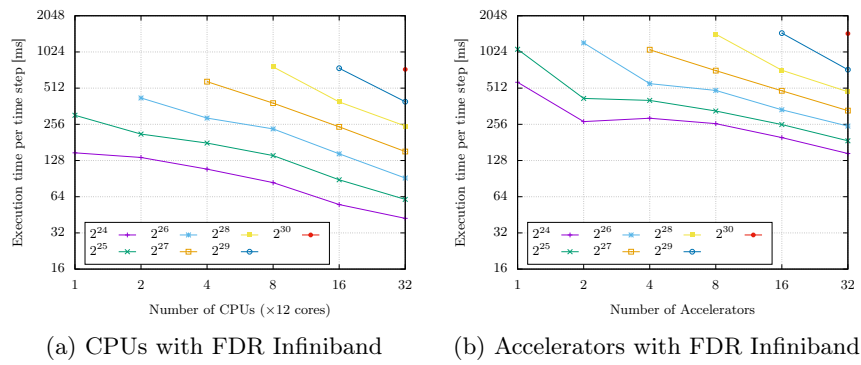 2048
1024
512
256
128
64
32
16
Execution time per time step [ms]
2^24 2^26 2^28 2^30
2^25 2^27 2^29
1 2 4 8 16 32
Number of CPUs (×12 cores)
(a) CPUs with FDR Infiniband
2048
1024
512
256
128
64
32
16
Execution time per time step [ms]
2^24 2^26 2^28 2^30
2^25 2^27 2^29
1 2 4 8 16 32
Number of Accelerators
(b) Accelerators with FDR Infiniband